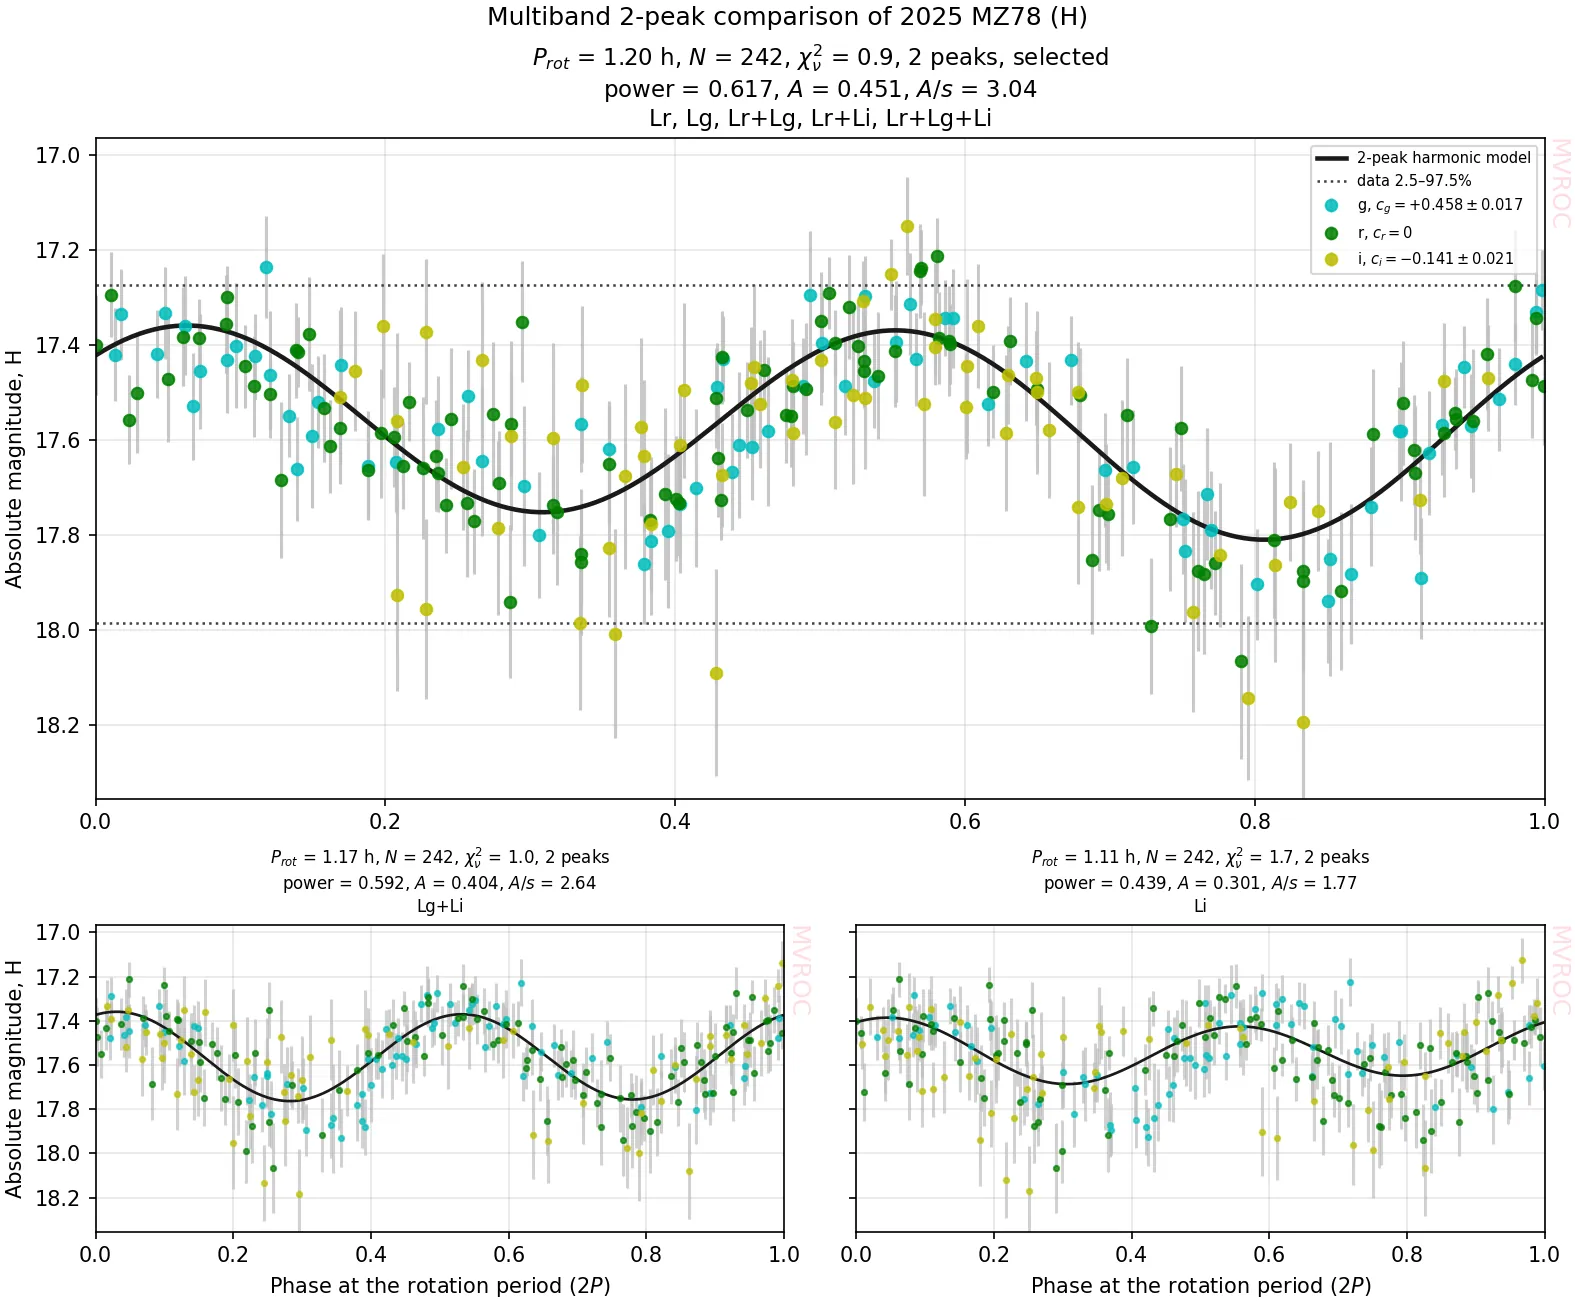 Multiband 2-peak comparison of 2025 MZ78 (H)
P_rot = 1.20 h, N = 242, χ²_ν = 0.9, 2 peaks, selected
power = 0.617, A = 0.451, A/s = 3.04
Lr, Lg, Lr+Lg, Lr+Li, Lr+Lg+Li
MVROC
2-peak harmonic model
data 2.5–97.5%
g, c_g = +0.458 ± 0.017
r, c_r = 0
i, c_i = −0.141 ± 0.021
Absolute magnitude, H
17.0
17.2
17.4
17.6
17.8
18.0
18.2
0.0 0.2 0.4 0.6 0.8 1.0
P_rot = 1.17 h, N = 242, χ²_ν = 1.0, 2 peaks
power = 0.592, A = 0.404, A/s = 2.64
Lg+Li
MVROC
Absolute magnitude, H
17.0
17.2
17.4
17.6
17.8
18.0
18.2
0.0 0.2 0.4 0.6 0.8 1.0
Phase at the rotation period (2P)
P_rot = 1.11 h, N = 242, χ²_ν = 1.7, 2 peaks
power = 0.439, A = 0.301, A/s = 1.77
Li
MVROC
0.0 0.2 0.4 0.6 0.8 1.0
Phase at the rotation period (2P)